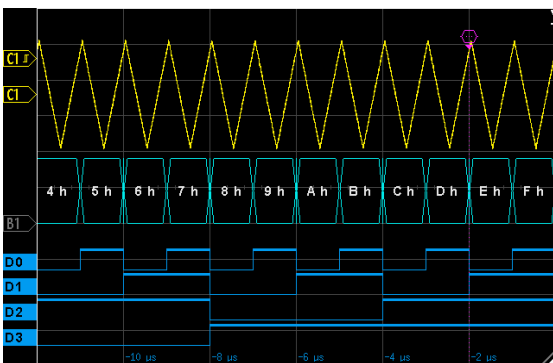 C1
C1
4 h 5 h 6 h 7 h 8 h 9 h A h B h C h D h E h F h
B1
D0
D1
D2
D3
-10 µs -8 µs -6 µs -4 µs -2 µs